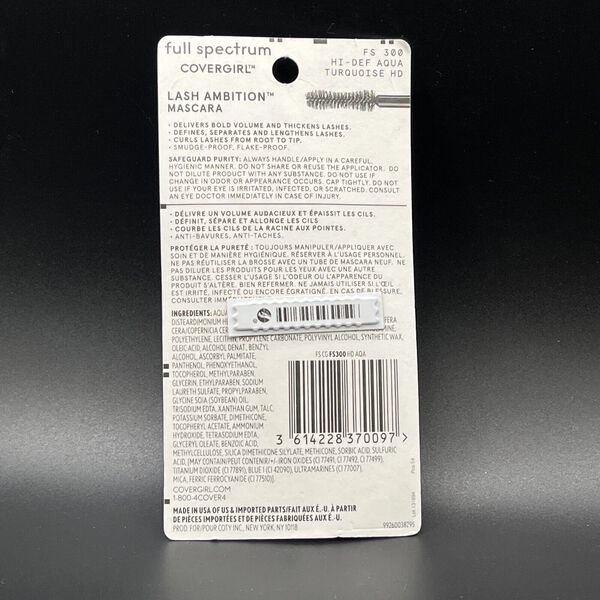 full spectrum
COVERGIRL™
FS 300
HI-DEF AQUA
TURQUOISE HD
LASH AMBITION™
MASCARA
• DELIVERS BOLD VOLUME AND THICKENS LASHES.
• DEFINES, SEPARATES AND LENGTHENS LASHES.
• CURLS LASHES FROM ROOT TO TIP.
• SMUDGE-PROOF. FLAKE-PROOF.
SAFEGUARD PURITY: ALWAYS HANDLE/APPLY IN A CAREFUL,
HYGIENIC MANNER. DO NOT SHARE OR REUSE THE APPLICATOR. DO
NOT DILUTE PRODUCT WITH ANY SUBSTANCE. DO NOT USE IF
CHANGE IN ODOR OR APPEARANCE OCCURS. CAP TIGHTLY. DO NOT
USE IF YOUR EYE IS IRRITATED, INFECTED, OR SCRATCHED. CONSULT
AN EYE DOCTOR IMMEDIATELY IN CASE OF INJURY.
• DÉLIVRE UN VOLUME AUDACIEUX ET ÉPAISSIT LES CILS.
• DÉFINIT, SÉPARE ET ALLONGE LES CILS
• COURBE LES CILS DE LA RACINE AUX POINTES.
• ANTI-BAVURES, ANTI-TACHES.
PROTÉGER LA PURETÉ : TOUJOURS MANIPULER/APPLIQUER AVEC
SOIN ET DE MANIÈRE HYGIÉNIQUE. RÉSERVER À L'USAGE PERSONNEL.
NE PAS RÉUTILISER LA BROSSE AVEC UN TUBE DE MASCARA NEUF. NE
PAS DILUER LES PRODUITS POUR LES YEUX AVEC UNE AUTRE
SUBSTANCE. CESSER L'USAGE SI L'ODEUR OU L'APPARENCE DU
PRODUIT S'ALTÈRE. BIEN REFERMER. NE JAMAIS UTILISER SI L'ŒIL
EST IRRITÉ, INFECTÉ OU ENCORE ÉGRATIGNÉ. EN CAS DE BLESSURE,
CONSULTER
INGREDIENTS:
DISTEARDIMONIUM
CERA/COPERNICIA
POLYETHYLENE, LECITHIN, PROPYLENE CARBONATE, POLYVINYL ALCOHOL, SYNTHETIC WAX,
OLEIC ACID, ALCOHOL DENAT., BENZYL
ALCOHOL, ASCORBYL PALMITATE,
PANTHENOL, PHENOXYETHANOL,
TOCOPHEROL, METHYLPARABEN,
GLYCERIN, ETHYLPARABEN, SODIUM
LAURETH SULFATE, PROPYLPARABEN,
GLYCINE SOJA (SOYBEAN) OIL,
TRISODIUM EDTA, XANTHAN GUM, TALC,
POTASSIUM SORBATE, DIMETHICONE,
TOCOPHERYL ACETATE, AMMONIUM
HYDROXIDE, TETRASODIUM EDTA,
GLYCERYL OLEATE, BENZOIC ACID,
METHYLCELLULOSE, SILICA DIMETHICONE SILYLATE, METHICONE, SORBIC ACID, SULFURIC
ACID, [MAY CONTAIN/PEUT CONTENIR/+/-: IRON OXIDES (CI 77491, CI 77492, CI 77499),
TITANIUM DIOXIDE (CI 77891), BLUE 1 (CI 42090), ULTRAMARINES (CI 77007),
MICA, FERRIC FERROCYANIDE (CI 77510)].
FS CG FS300 HD AQA
3 614228 370097 >
COVERGIRL.COM
1-800-4COVER4
MADE IN USA OF US & IMPORTED PARTS/FAIT AUX É.-U. À PARTIR
DE PIÈCES IMPORTÉES ET DE PIÈCES FABRIQUÉES AUX É.-U.
PROD. FOR/POUR COTY INC., NEW YORK, NY 10118
99260038295